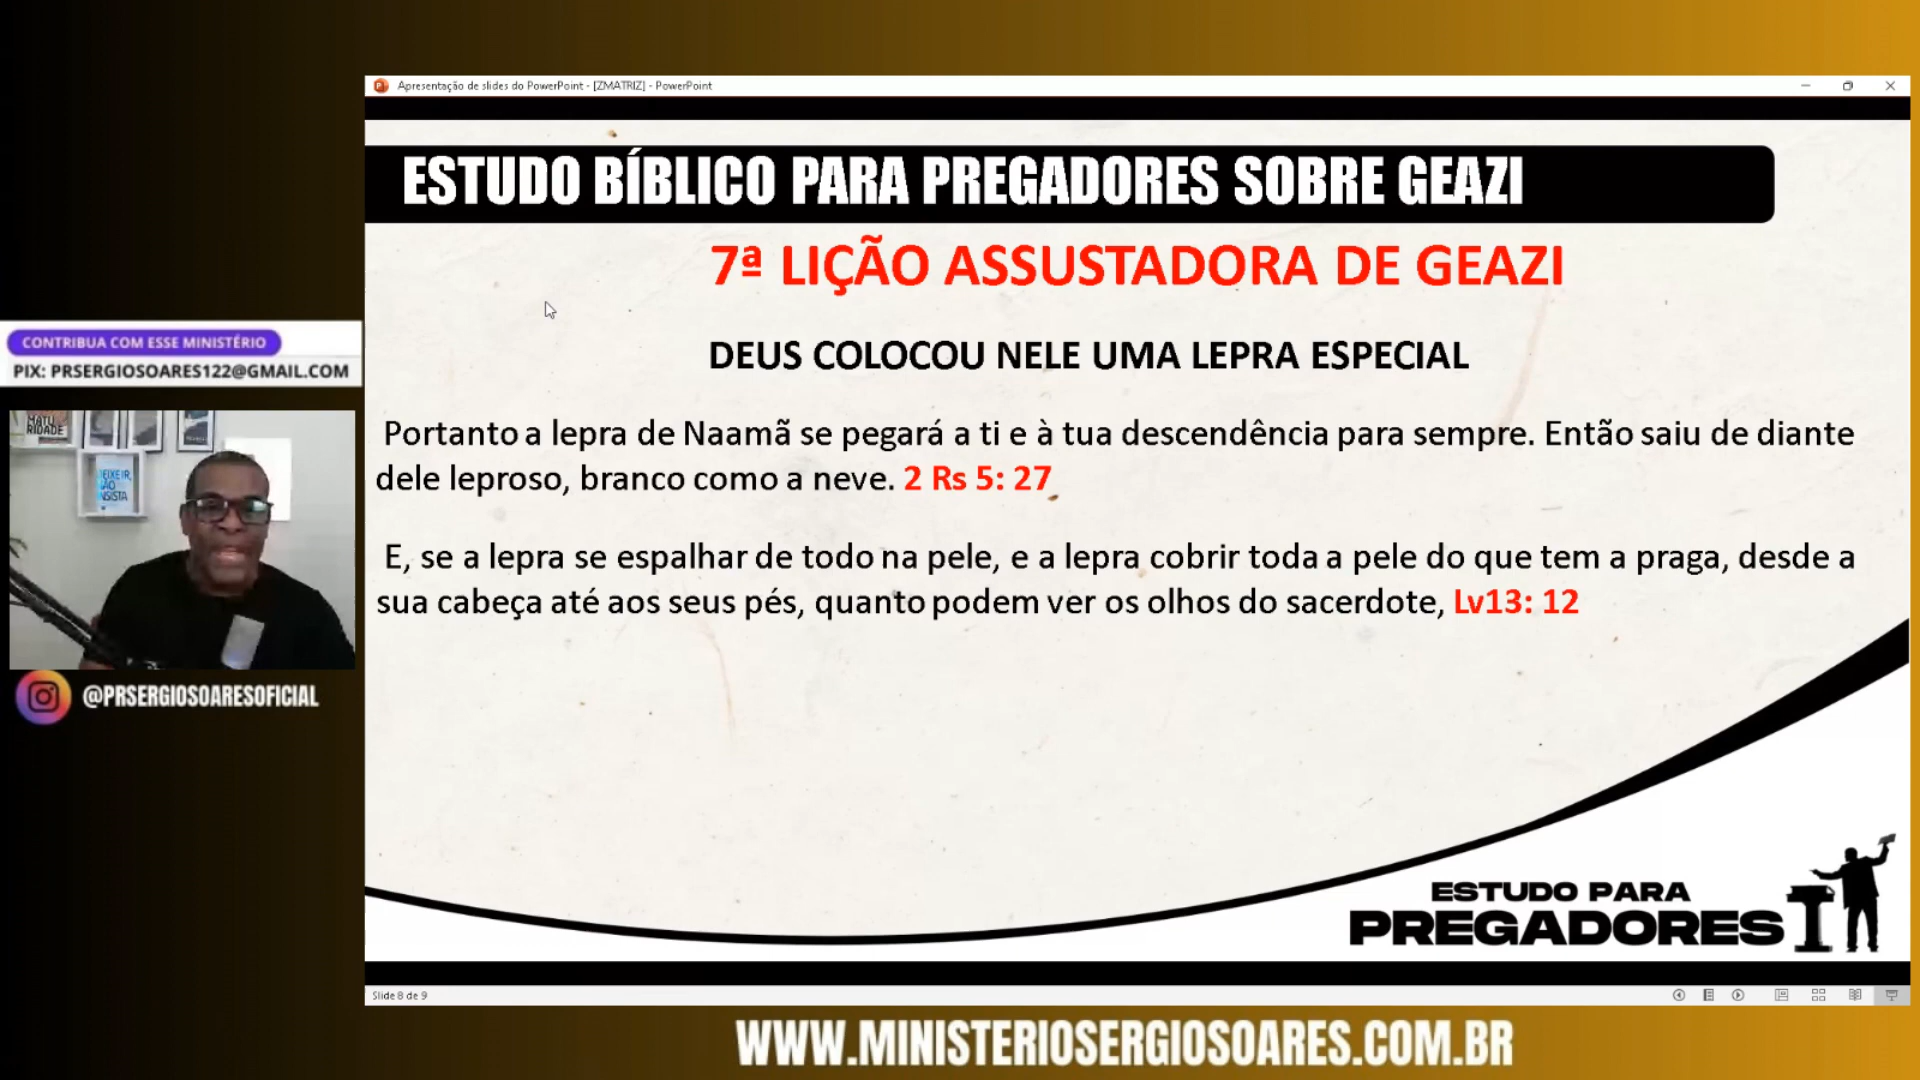 Apresentação de slides do PowerPoint - [ZMATRIZ] - PowerPoint
ESTUDO BÍBLICO PARA PREGADORES SOBRE GEAZI
7ª LIÇÃO ASSUSTADORA DE GEAZI
DEUS COLOCOU NELE UMA LEPRA ESPECIAL
Portanto a lepra de Naamã se pegará a ti e à tua descendência para sempre. Então saiu de diante
dele leproso, branco como a neve. 2 Rs 5: 27
E, se a lepra se espalhar de todo na pele, e a lepra cobrir toda a pele do que tem a praga, desde a
sua cabeça até aos seus pés, quanto podem ver os olhos do sacerdote, Lv13: 12
CONTRIBUA COM ESSE MINISTÉRIO
PIX: PRSERGIOSOARES122@GMAIL.COM
MATU
RIDADE
@PRSERGIOSOARESOFICIAL
ESTUDO PARA
PREGADORES
Slide 8 de 9
WWW.MINISTERIOSERGIOSOARES.COM.BR